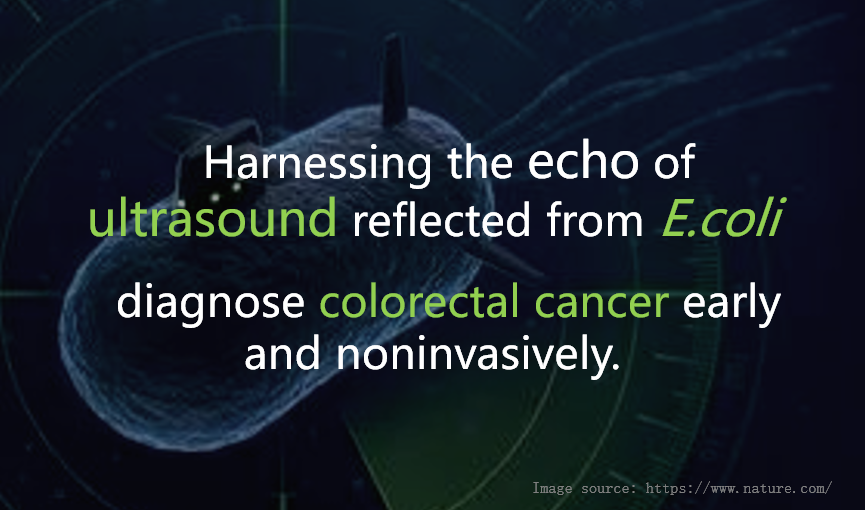 Harnessing the echo of
ultrasound reflected from E.coli
diagnose colorectal cancer early
and noninvasively.
Image source: https://www.nature.com/